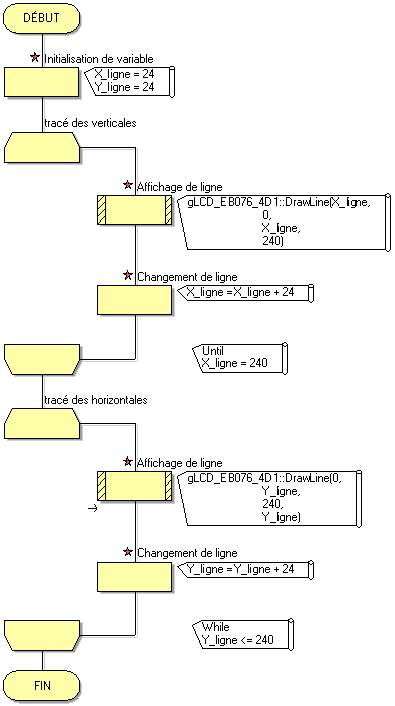 DÉBUT
Initialisation de variable
X_ligne = 24
Y_ligne = 24
tracé des verticales
Affichage de ligne
gLCD_EB076_4D1::DrawLine(X_ligne,
0,
X_ligne,
240)
Changement de ligne
X_ligne =X_ligne + 24
Until
X_ligne = 240
tracé des horizontales
Affichage de ligne
gLCD_EB076_4D1::DrawLine(0,
Y_ligne,
240,
Y_ligne)
Changement de ligne
Y_ligne =Y_ligne + 24
While
Y_ligne <= 240
FIN